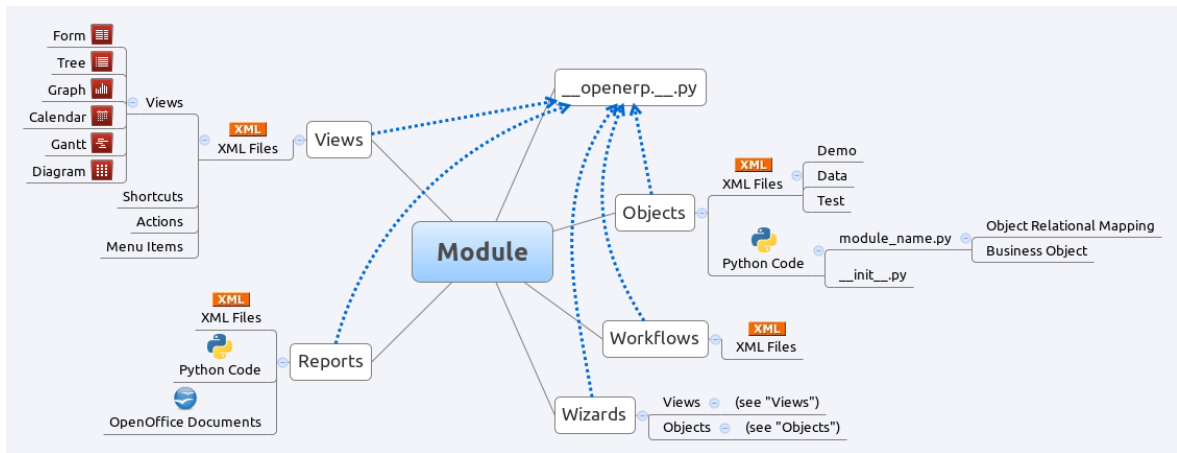 Form
Tree
Graph
Calendar
Gantt
Diagram
Views
Shortcuts
Actions
Menu Items
XML
XML Files
Views
__openerp.__.py
Module
Objects
XML
XML Files
Demo
Data
Test
Python Code
module_name.py
Object Relational Mapping
Business Object
__init__.py
Workflows
XML
XML Files
Wizards
Views
(see "Views")
Objects
(see "Objects")
Reports
XML
XML Files
Python Code
OpenOffice Documents